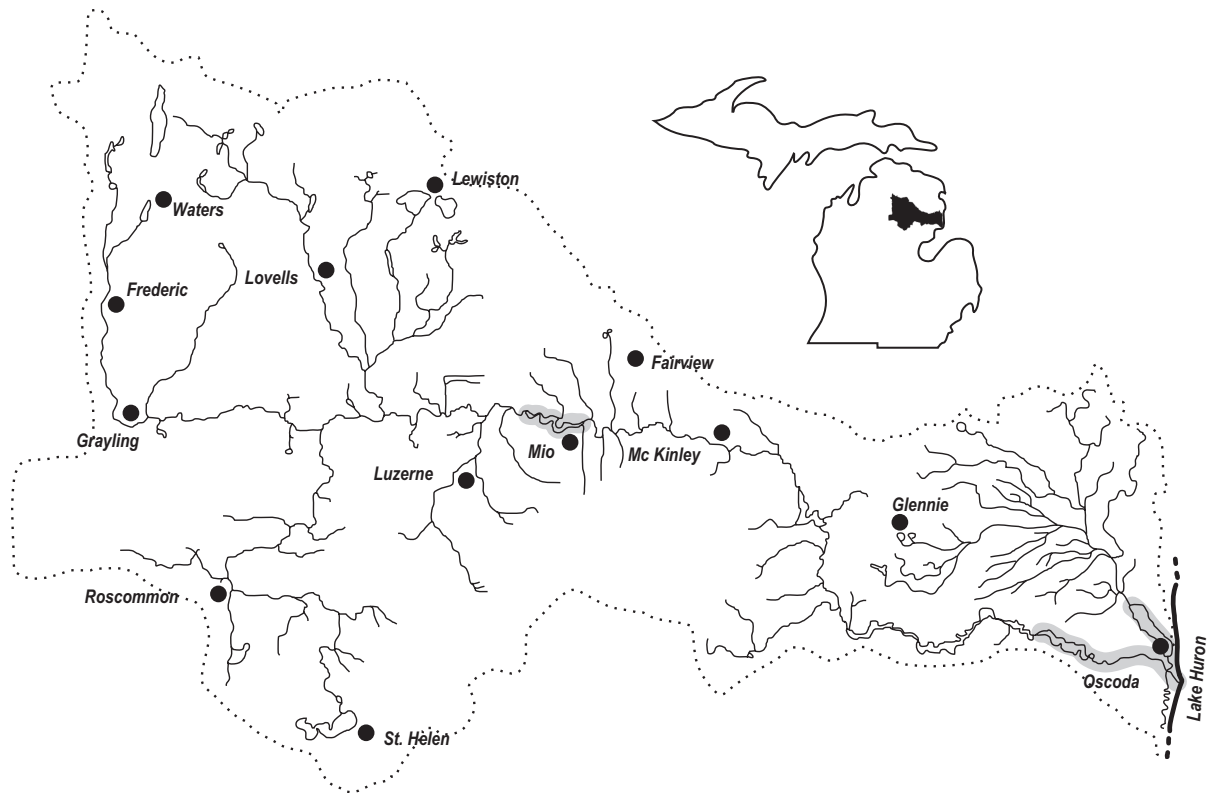 Lewiston
Waters
Lovells
Frederic
Fairview
Grayling
Mio
Mc Kinley
Luzerne
Glennie
Roscommon
Oscoda
Lake Huron
St. Helen